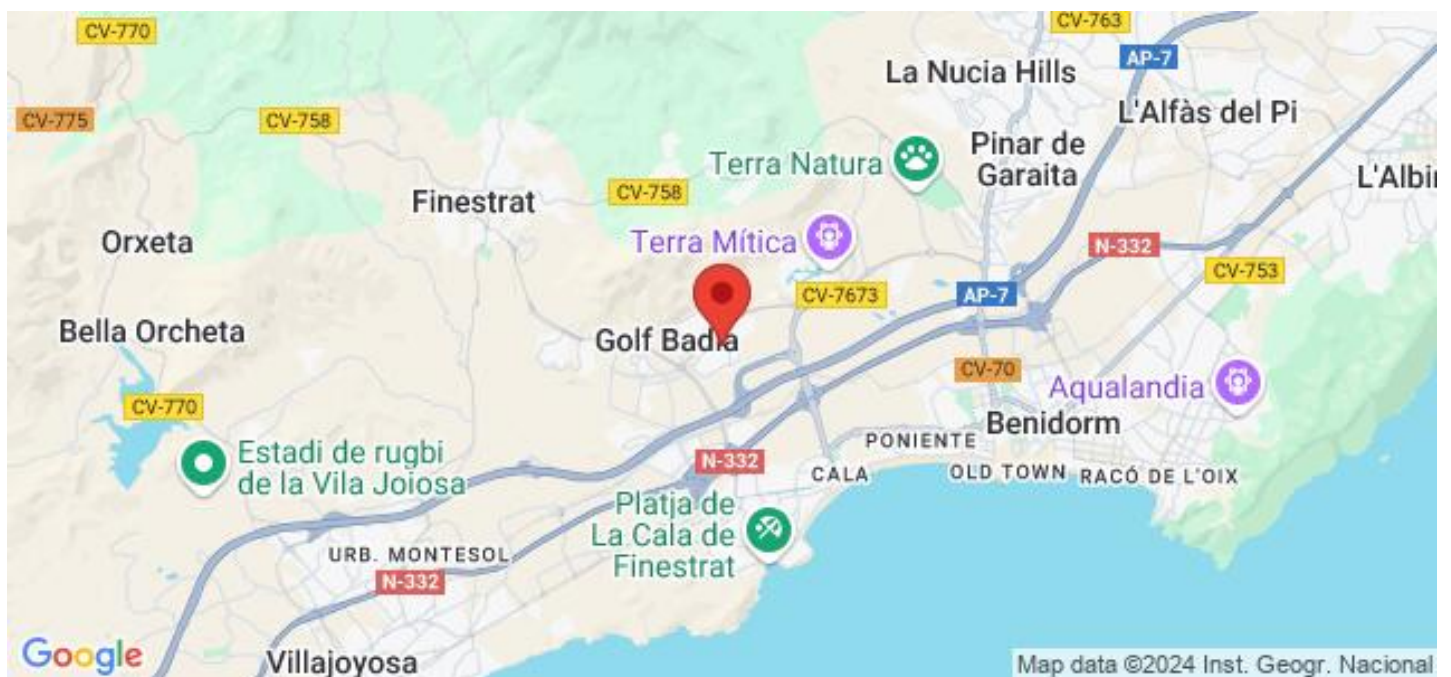 CV-770
CV-763
AP-7
La Nucia Hills
CV-775
CV-758
L'Alfàs del Pi
Terra Natura
Pinar de
Garaita
L'Albir
Finestrat
CV-758
Orxeta
Terra Mítica
N-332
CV-753
CV-7673
AP-7
Bella Orcheta
Golf Badia
CV-70
Aqualandia
CV-770
Benidorm
PONIENTE
Estadi de rugbi
de la Vila Joiosa
N-332
CALA
OLD TOWN
RACÓ DE L'OIX
Platja de
La Cala de
Finestrat
URB. MONTESOL
N-332
Google
Villajoyosa
Map data ©2024 Inst. Geogr. Nacional